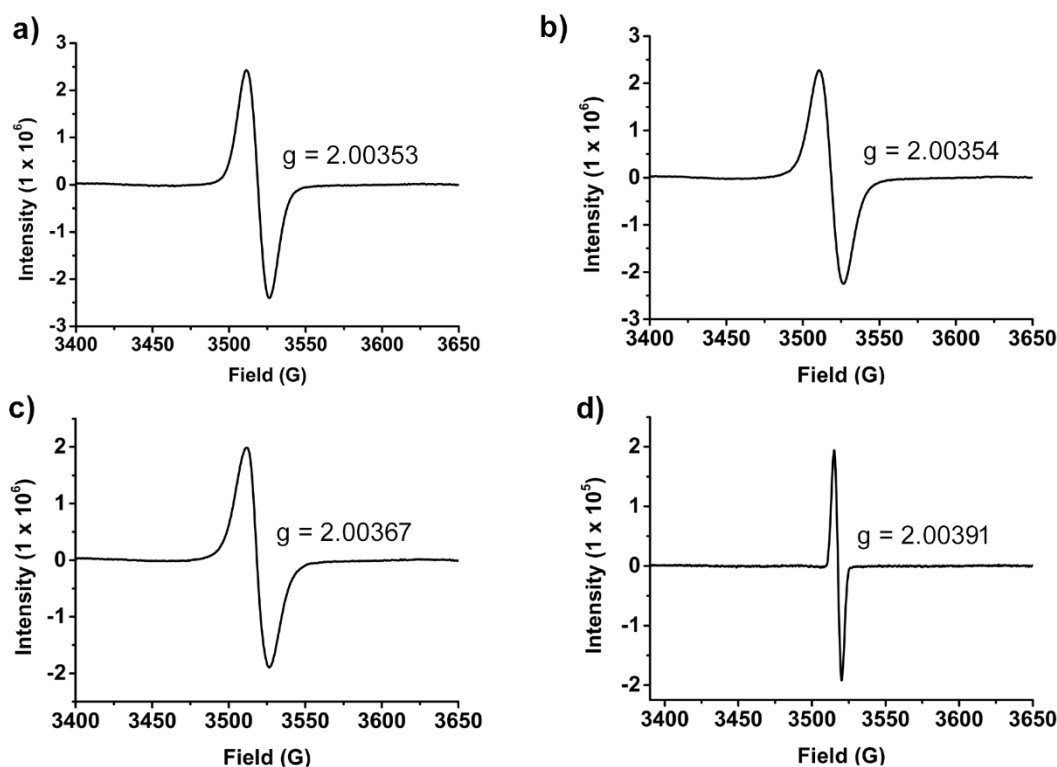 a)
Intensity (1 x 10⁶)
3
2
1
0
-1
-2
-3
g = 2.00353
3400 3450 3500 3550 3600 3650
Field (G)
b)
Intensity (1 x 10⁶)
3
2
1
0
-1
-2
-3
g = 2.00354
3400 3450 3500 3550 3600 3650
Field (G)
c)
Intensity (1 x 10⁶)
2
1
0
-1
-2
g = 2.00367
3400 3450 3500 3550 3600 3650
Field (G)
d)
Intensity (1 x 10⁵)
2
1
0
-1
-2
g = 2.00391
3400 3450 3500 3550 3600 3650
Field (G)